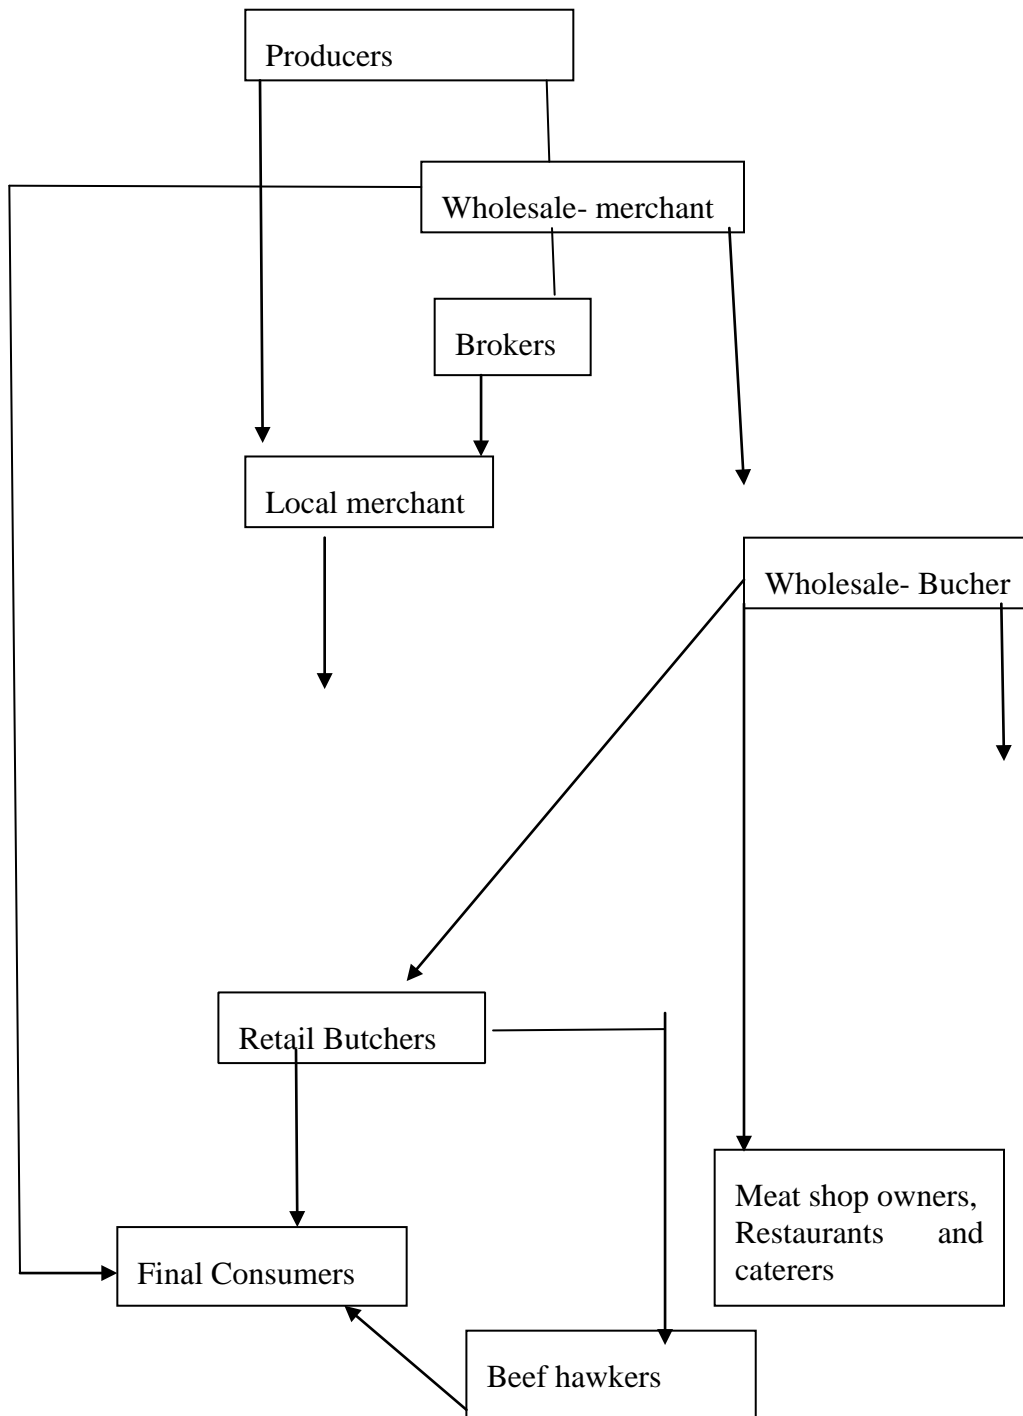 Producers
Wholesale- merchant
Brokers
Local merchant
Wholesale- Bucher
Retail Butchers
Meat shop owners,
Restaurants and
caterers
Final Consumers
Beef hawkers